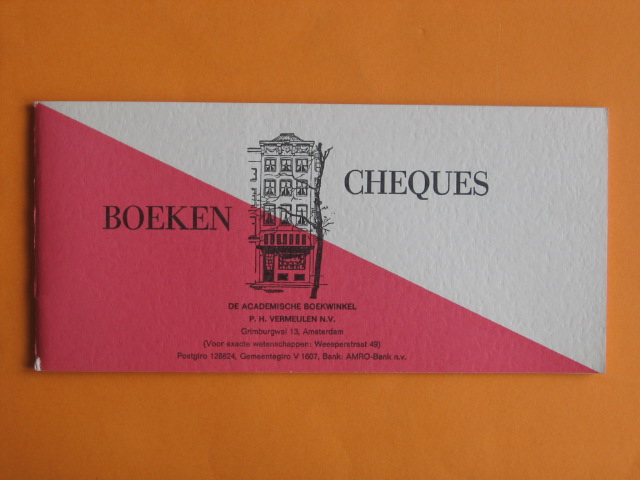 BOEKEN CHEQUES
DE ACADEMISCHE BOEKWINKEL
P. H. VERMEULEN N.V.
Grimburgwal 13, Amsterdam
(Voor exacte wetenschappen: Weesperstraat 49)
Postgiro 128624, Gemeentegiro V 1607, Bank: AMRO-Bank n.v.